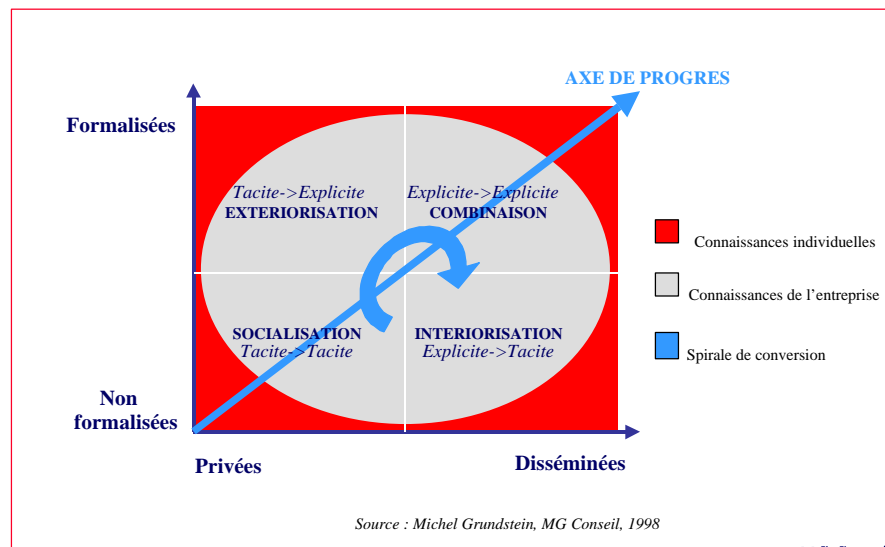 AXE DE PROGRES
Formalisées
Tacite->Explicite
EXTERIORISATION
Explicite->Explicite
COMBINAISON
Connaissances individuelles
Connaissances de l’entreprise
SOCIALISATION
Tacite->Tacite
INTERIORISATION
Explicite->Tacite
Spirale de conversion
Non
formalisées
Privées
Disséminées
Source : Michel Grundstein, MG Conseil, 1998